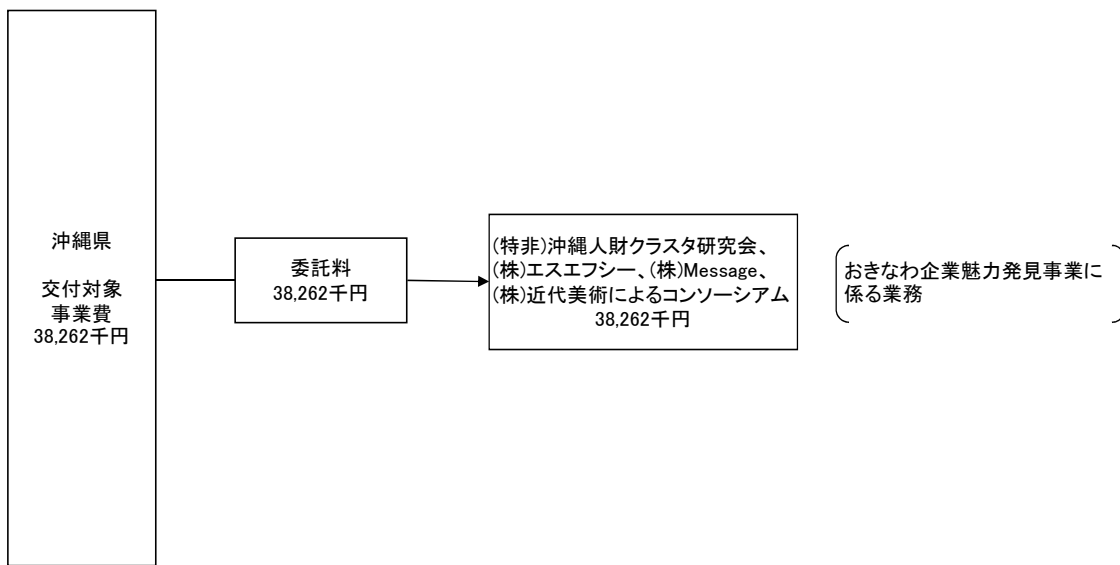 沖縄県
交付対象
事業費
38,262千円
委託料
38,262千円
(特非)沖縄人財クラスタ研究会、
(株)エスエフシー、(株)Message、
(株)近代美術によるコンソーシアム
38,262千円
おきなわ企業魅力発見事業に
係る業務